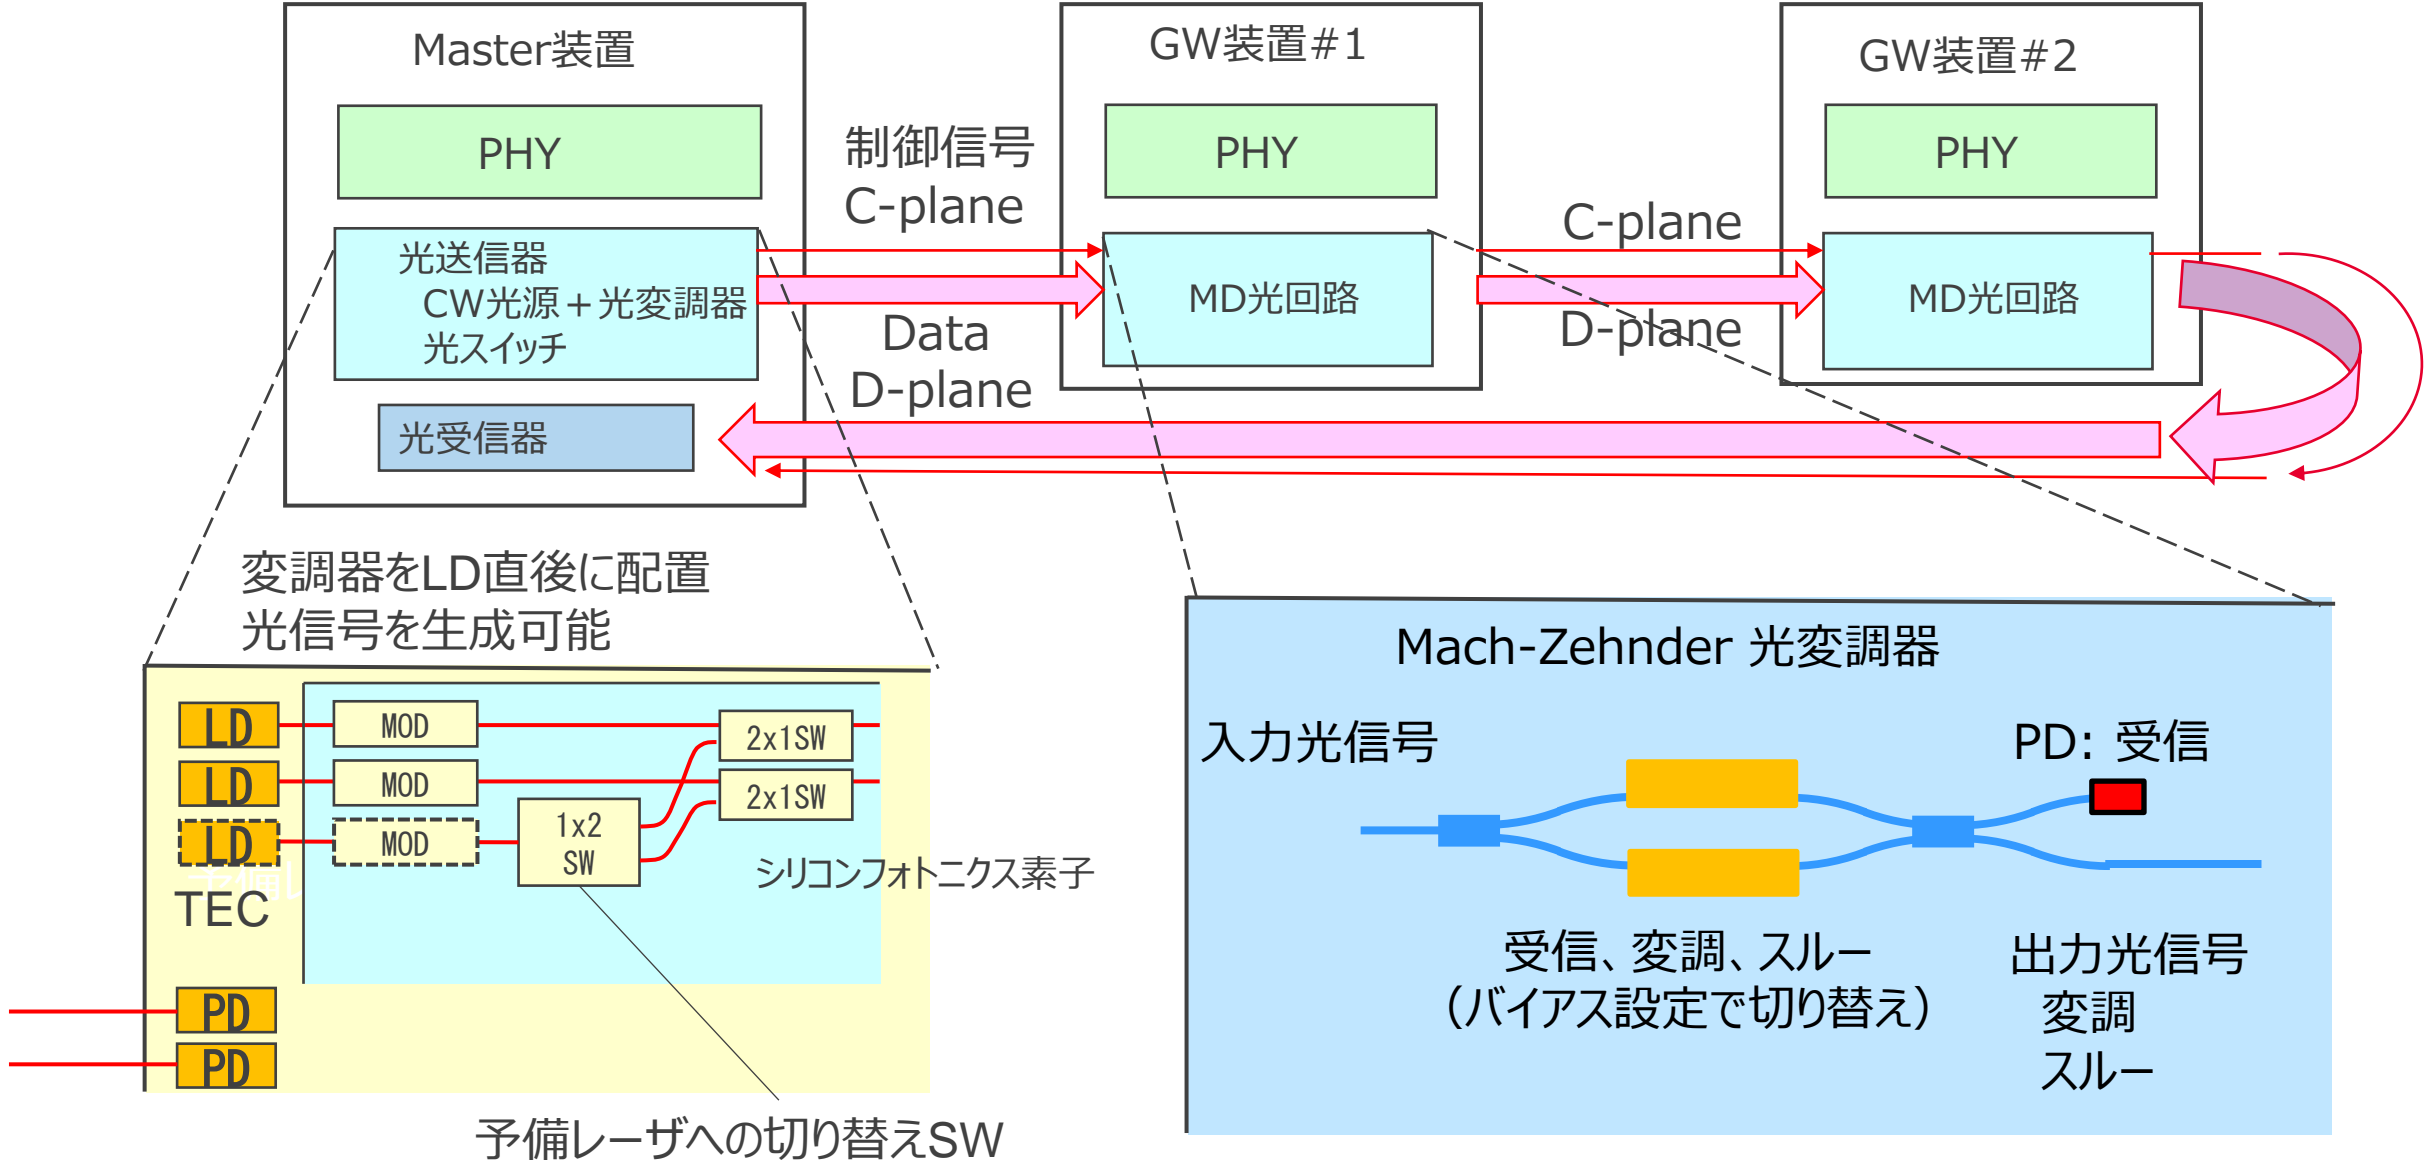 Master装置
GW装置#1
GW装置#2
PHY
PHY
PHY
制御信号
C-plane
C-plane
光送信器
CW光源＋光変調器
光スイッチ
MD光回路
MD光回路
Data
D-plane
D-plane
光受信器
変調器をLD直後に配置
光信号を生成可能
LD
MOD
2x1SW
LD
MOD
2x1SW
LD
MOD
1x2
SW
予備レ
シリコンフォトニクス素子
TEC
PD
PD
予備レーザへの切り替えSW
Mach-Zehnder 光変調器
入力光信号
PD: 受信
受信、変調、スルー
（バイアス設定で切り替え）
出力光信号
変調
スルー